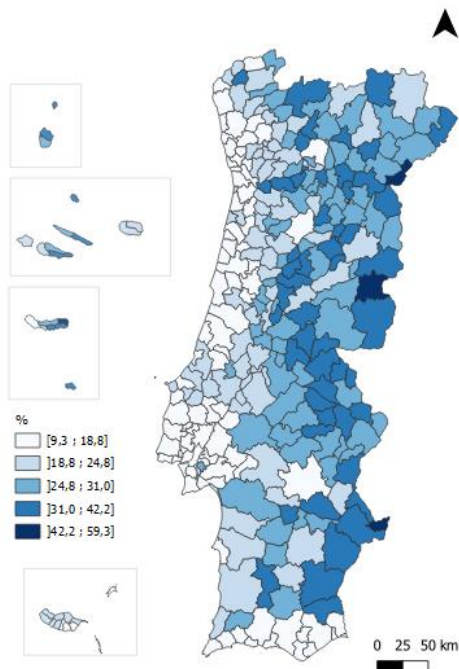 %
[9,3 ; 18,8]
]18,8 ; 24,8]
]24,8 ; 31,0]
]31,0 ; 42,2]
]42,2 ; 59,3]
0 25 50 km